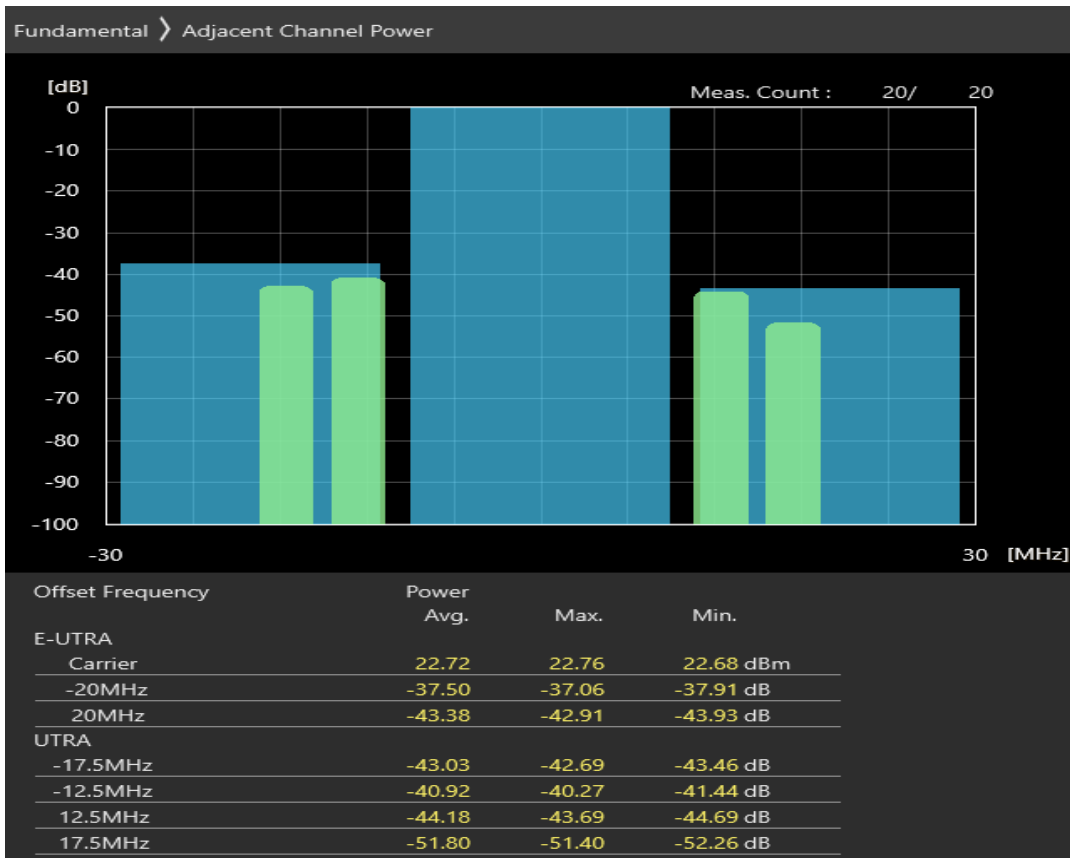 Fundamental ❭ Adjacent Channel Power
[dB]
Meas. Count : 20/ 20
0
-10
-20
-30
-40
-50
-60
-70
-80
-90
-100
-30 30 [MHz]
Offset Frequency Power
Avg. Max. Min.
E-UTRA
Carrier 22.72 22.76 22.68 dBm
-20MHz -37.50 -37.06 -37.91 dB
20MHz -43.38 -42.91 -43.93 dB
UTRA
-17.5MHz -43.03 -42.69 -43.46 dB
-12.5MHz -40.92 -40.27 -41.44 dB
12.5MHz -44.18 -43.69 -44.69 dB
17.5MHz -51.80 -51.40 -52.26 dB